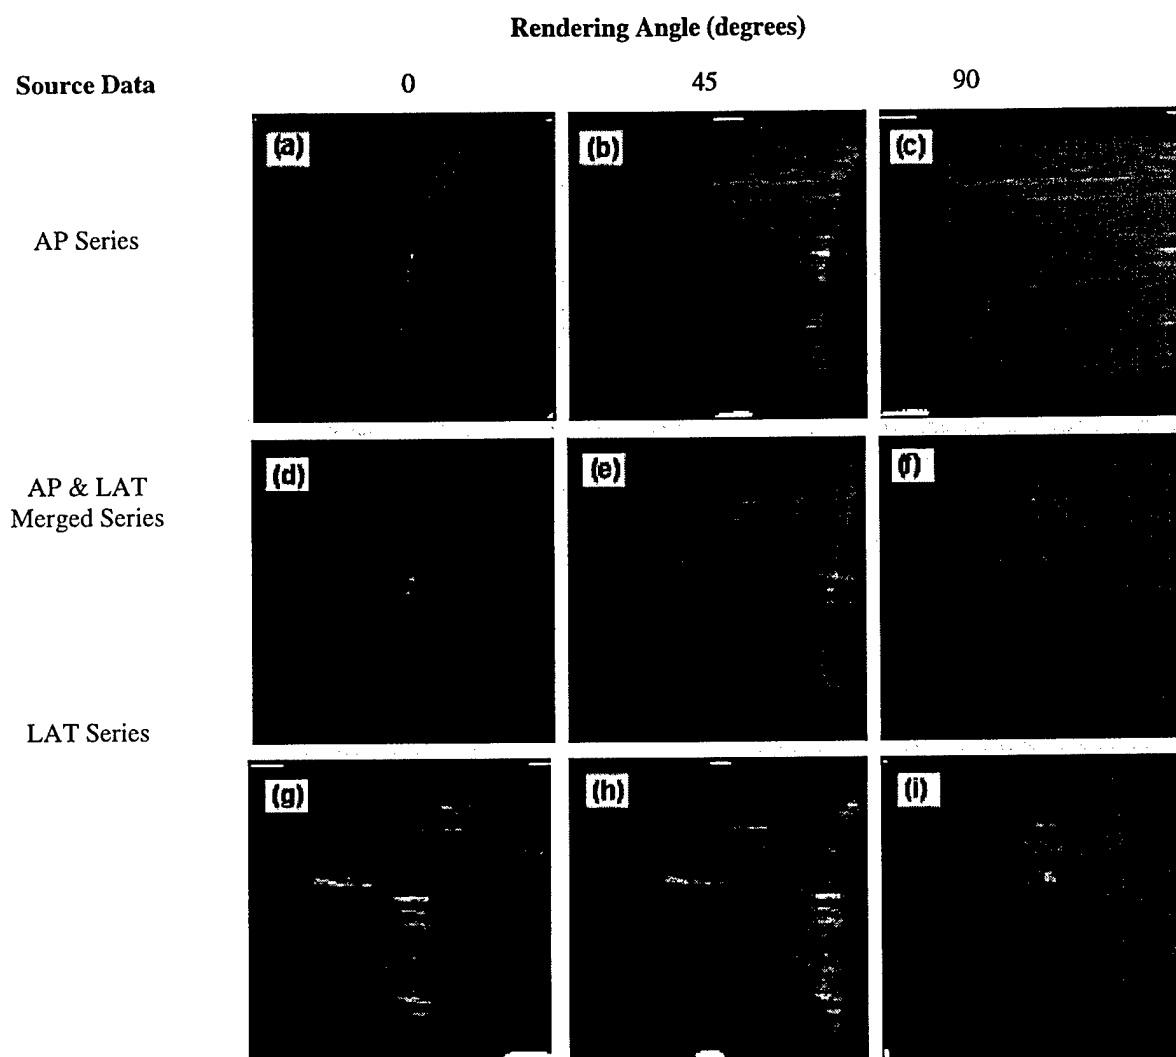 Rendering Angle (degrees)
Source Data 0 45 90
AP Series
(a) (b) (c)
AP & LAT
Merged Series
(d) (e) (f)
LAT Series
(g) (h) (i)